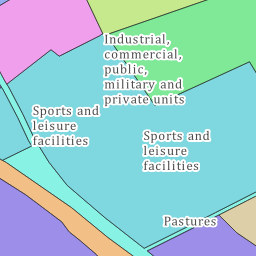 Industrial,
commercial,
public,
military and
private units
Sports and
leisure
facilities
Sports and
leisure
facilities
Pastures